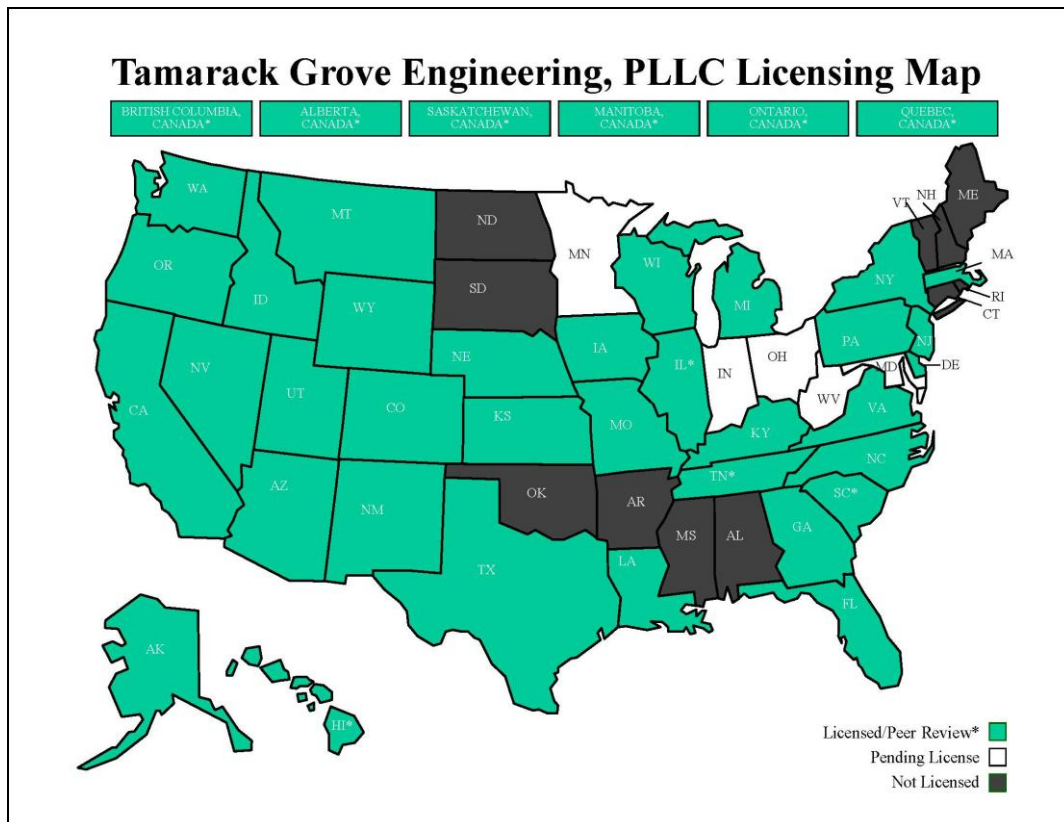 Tamarack Grove Engineering, PLLC Licensing Map
BRITISH COLUMBIA,
CANADA*
ALBERTA,
CANADA*
SASKATCHEWAN,
CANADA*
MANITOBA,
CANADA*
ONTARIO,
CANADA*
QUEBEC,
CANADA*
WA
MT
ND
MN
VT
NH
ME
OR
ID
WY
SD
WI
MI
NY
MA
RI
CT
NV
UT
CO
NE
IA
IL*
IN
OH
PA
NJ
MD
DE
CA
KS
MO
KY
WV
VA
AZ
NM
OK
AR
TN*
NC
SC*
TX
LA
MS
AL
GA
FL
AK
HI*
Licensed/Peer Review*
Pending License
Not Licensed